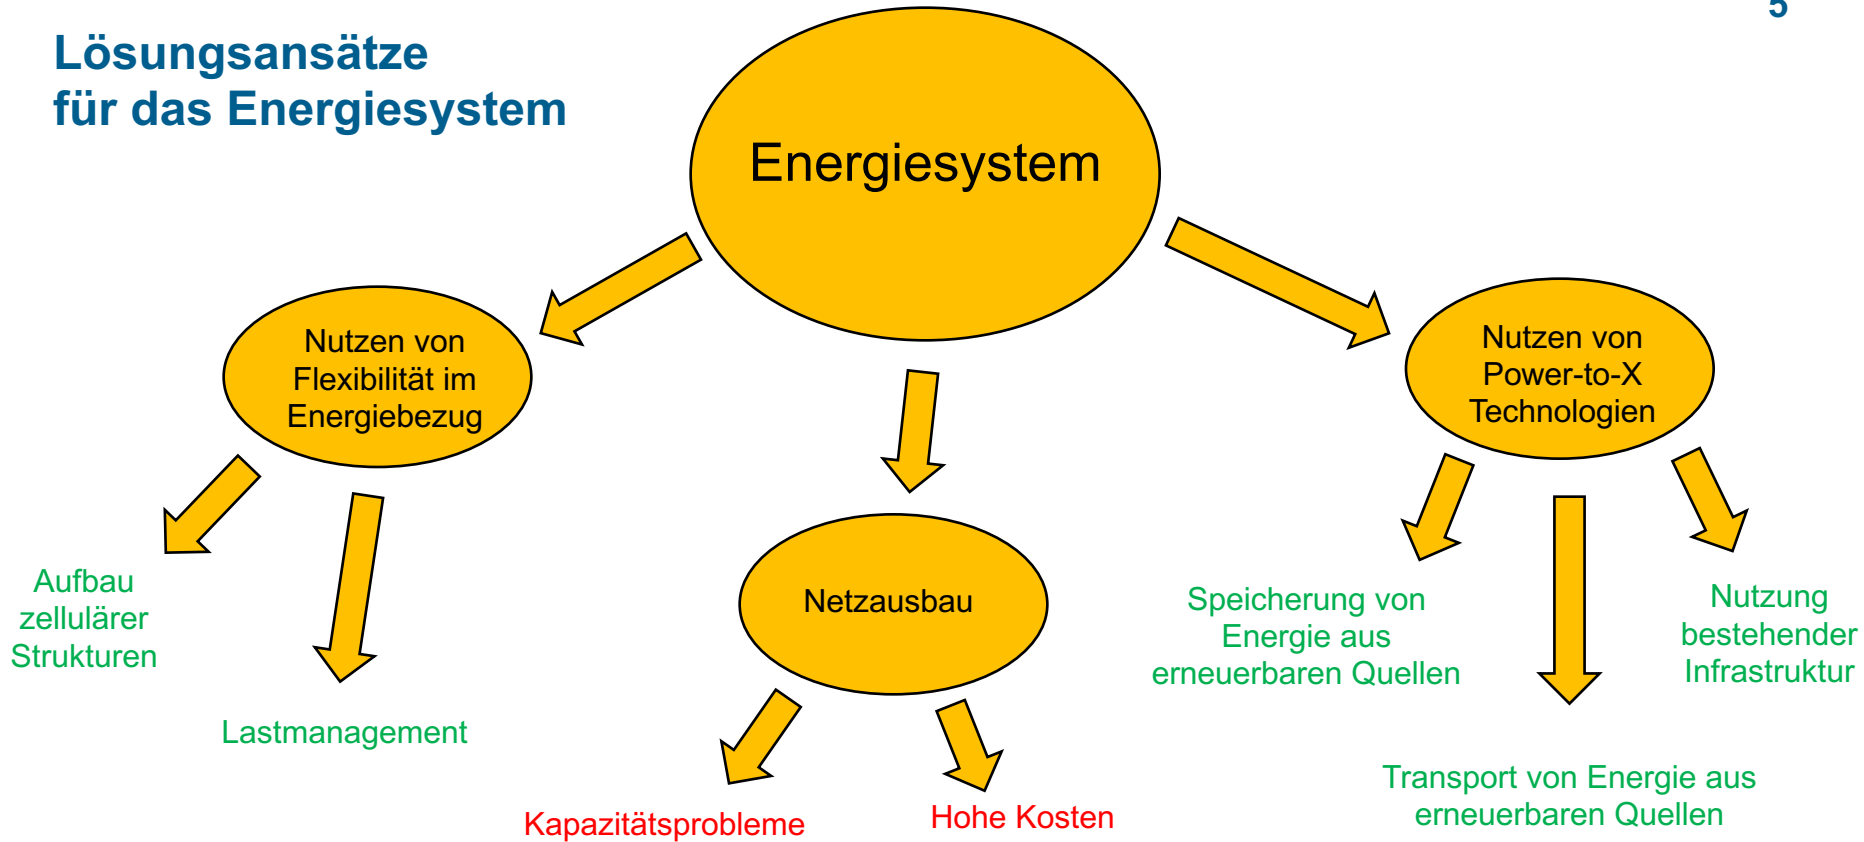 5
Lösungsansätze
für das Energiesystem
Energiesystem
Nutzen von
Flexibilität im
Energiebezug
Nutzen von
Power-to-X
Technologien
Netzausbau
Aufbau
zellulärer
Strukturen
Lastmanagement
Kapazitätsprobleme
Hohe Kosten
Speicherung von
Energie aus
erneuerbaren Quellen
Transport von Energie aus
erneuerbaren Quellen
Nutzung
bestehender
Infrastruktur